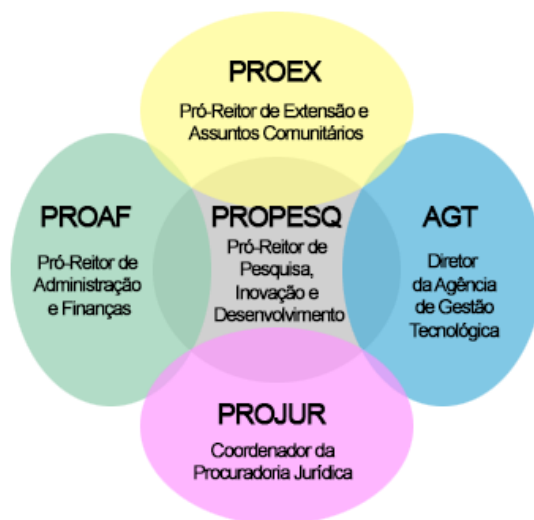 PROEX
Pró-Reitor de Extensão e
Assuntos Comunitários
PROAF
Pró-Reitor de
Administração
e Finanças
PROPESQ
Pró-Reitor de
Pesquisa,
Inovação e
Desenvolvimento
AGT
Diretor
da Agência
de Gestão
Tecnológica
PROJUR
Coordenador da
Procuradoria Jurídica